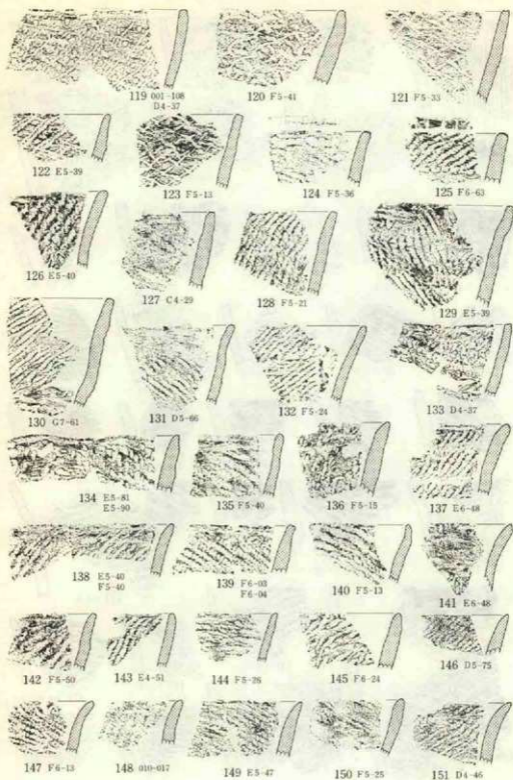 119 001-108
D4-37
120 F5-41
121 F5-33
122 E5-39
123 F5-13
124 F5-36
125 F6-63
126 E5-40
127 C4-29
128 F5-21
129 E5-39
130 G7-61
131 D5-66
132 F5-24
133 D4-37
134 E5-81
E5-90
135 F5-40
136 F5-15
137 E6-48
138 E5-40
F5-40
139 F6-03
F6-04
140 F5-13
141 E6-48
142 F5-50
143 E4-51
144 F5-26
145 F6-24
146 D5-75
147 F6-13
148 010-017
149 E5-47
150 F5-25
151 D4-46